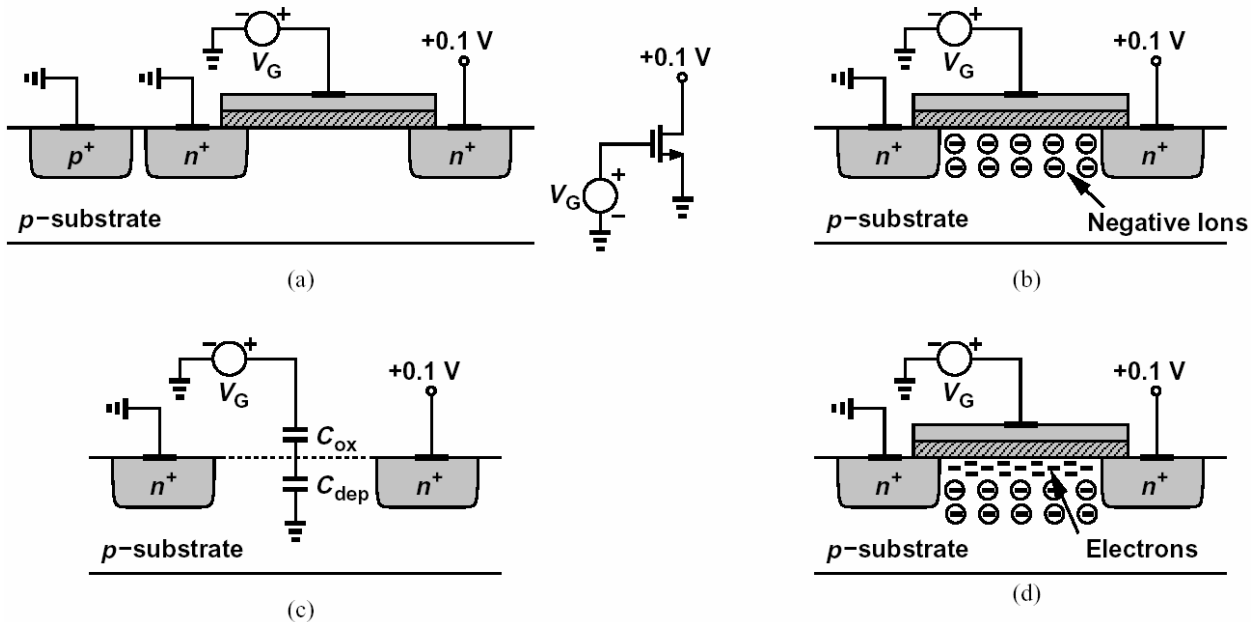 − +
V_G
+0.1 V
p+
n+
n+
p−substrate
(a)
+0.1 V
V_G
+
−
− +
V_G
+0.1 V
n+
n+
p−substrate
Negative Ions
(b)
− +
V_G
+0.1 V
C_ox
C_dep
n+
n+
p−substrate
(c)
− +
V_G
+0.1 V
n+
n+
p−substrate
Electrons
(d)